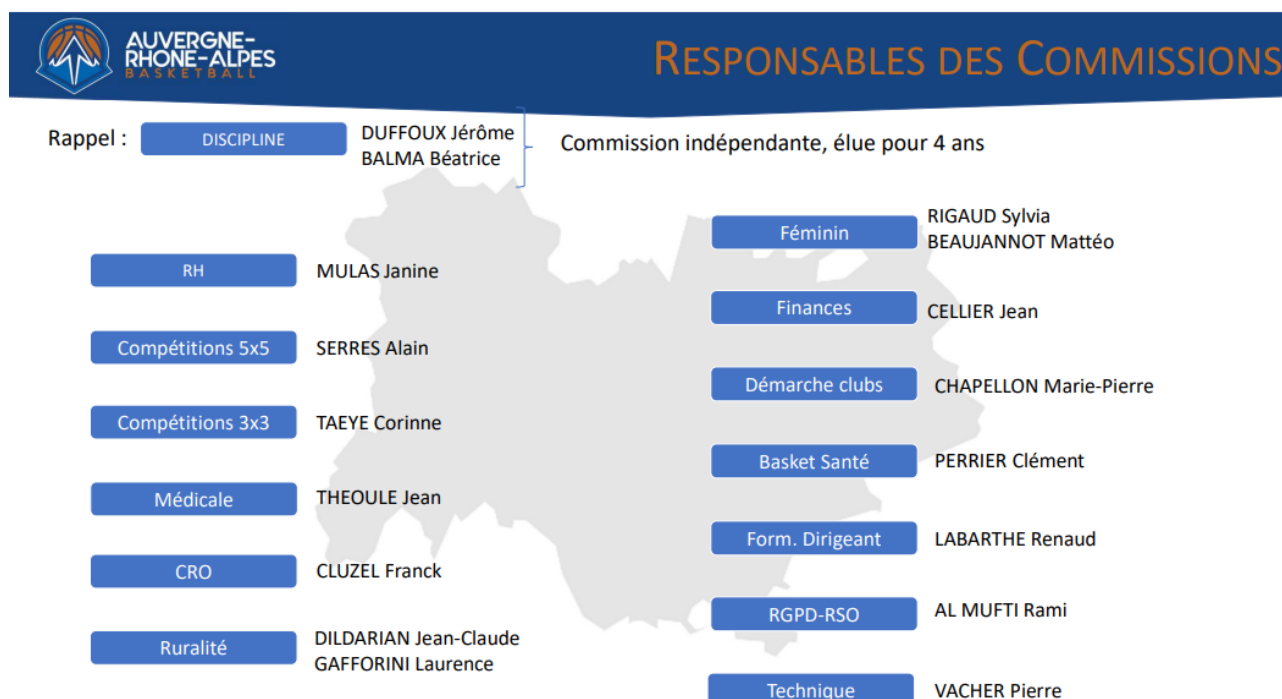 AUVERGNE-
RHÔNE-ALPES
BASKETBALL
RESPONSABLES DES COMMISSIONS
Rappel :
DISCIPLINE
DUFFOUX Jérôme
BALMA Béatrice
Commission indépendante, élue pour 4 ans
RH
MULAS Janine
Compétitions 5x5
SERRES Alain
Compétitions 3x3
TAEYE Corinne
Médicale
THEOULE Jean
CRO
CLUZEL Franck
Ruralité
DILDARIAN Jean-Claude
GAFFORINI Laurence
Féminin
RIGAUD Sylvia
BEAUJANNOT Mattéo
Finances
CELLIER Jean
Démarche clubs
CHAPELLON Marie-Pierre
Basket Santé
PERRIER Clément
Form. Dirigeant
LABARTHE Renaud
RGPD-RSO
AL MUFTI Rami
Technique
VACHER Pierre